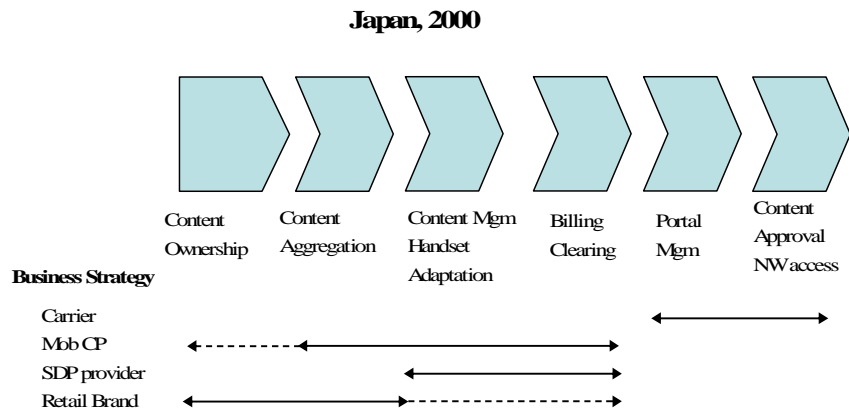 Japan, 2000
Content
Ownership
Content
Aggregation
Content Mgm
Handset
Adaptation
Billing
Clearing
Portal
Mgm
Content
Approval
NW access
Business Strategy
Carrier
Mob CP
SDP provider
Retail Brand